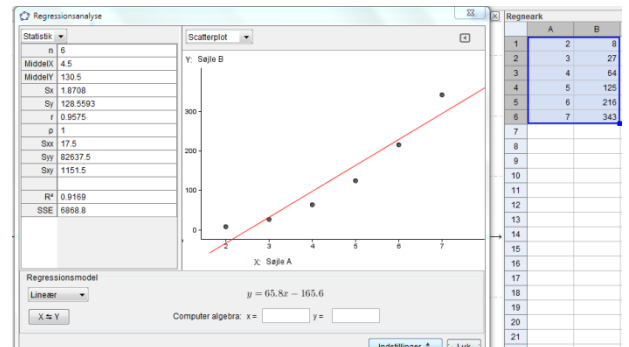 Regressionsanalyse
Statistik
n 6
MiddelX 4.5
MiddelY 130.5
Sx 1.8708
Sy 128.5593
r 0.9575
ρ 1
Sxx 17.5
Syy 82637.5
Sxy 1151.5
R² 0.9169
SSE 6868.8
Scatterplot
Y: Søjle B
300
200
100
0
2 3 4 5 6 7
X: Søjle A
Regressionsmodel
Lineær
y = 65.8x − 165.6
X ⇆ Y
Computer algebra: x = y =
Indstillinger Luk
Regneark
A B
1 2 8
2 3 27
3 4 64
4 5 125
5 6 216
6 7 343
7
8
9
10
11
12
13
14
15
16
17
18
19
20
21